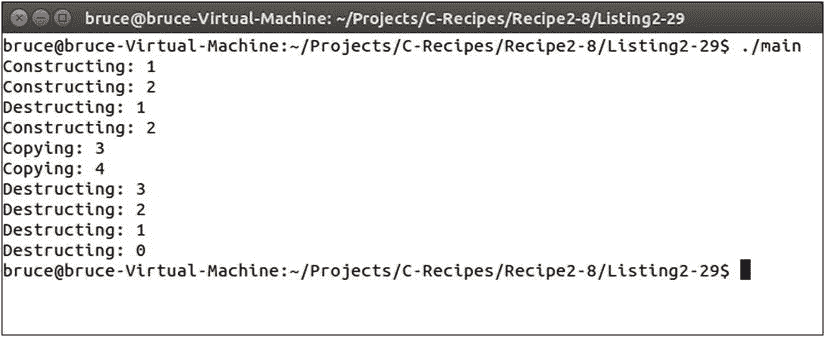 bruce@bruce-Virtual-Machine: ~/Projects/C-Recipes/Recipe2-8/Listing2-29
bruce@bruce-Virtual-Machine:~/Projects/C-Recipes/Recipe2-8/Listing2-29$ ./main
Constructing: 1
Constructing: 2
Destructing: 1
Constructing: 2
Copying: 3
Copying: 4
Destructing: 3
Destructing: 2
Destructing: 1
Destructing: 0
bruce@bruce-Virtual-Machine:~/Projects/C-Recipes/Recipe2-8/Listing2-29$